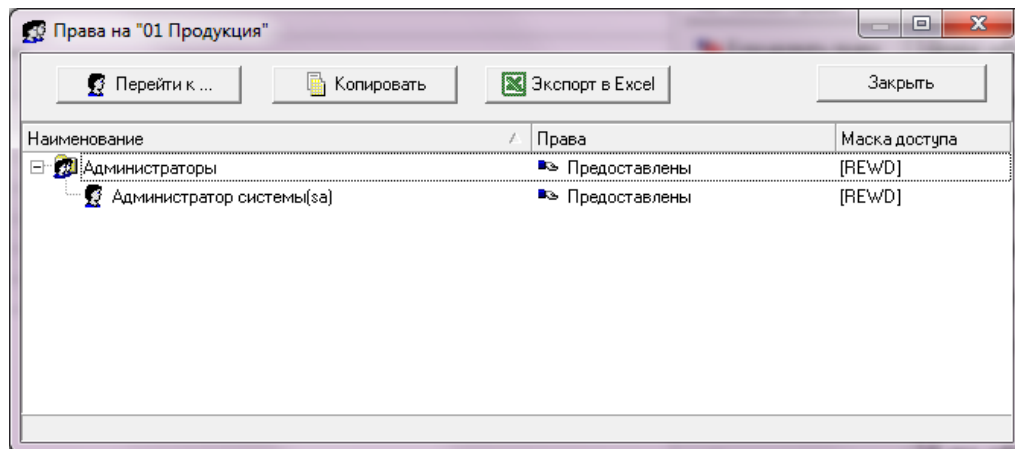 Права на "01 Продукция"
Перейти к ... Копировать Экспорт в Excel Закрыть
Наименование Права Маска доступа
Администраторы Предоставлены [REWD]
Администратор системы(sa) Предоставлены [REWD]